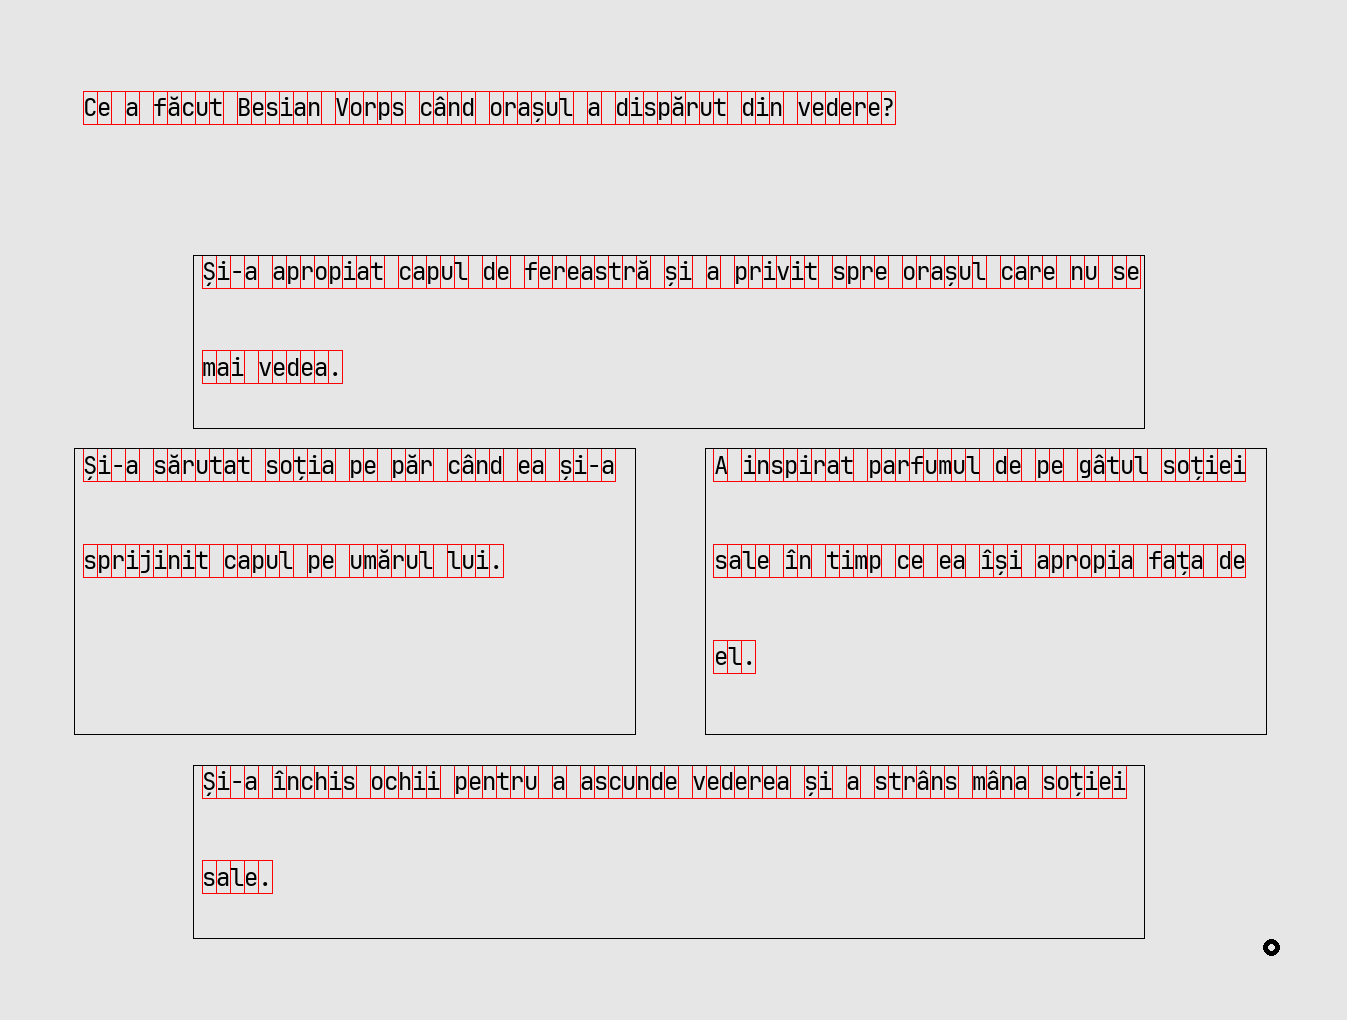 Ce a făcut Besian Vorps când orașul a dispărut din vedere?
Și-a apropiat capul de fereastră și a privit spre orașul care nu se
mai vedea.
Și-a sărutat soția pe păr când ea și-a
sprijinit capul pe umărul lui.
A inspirat parfumul de pe gâtul soției
sale în timp ce ea își apropia fața de
el.
Și-a închis ochii pentru a ascunde vederea și a strâns mâna soției
sale.